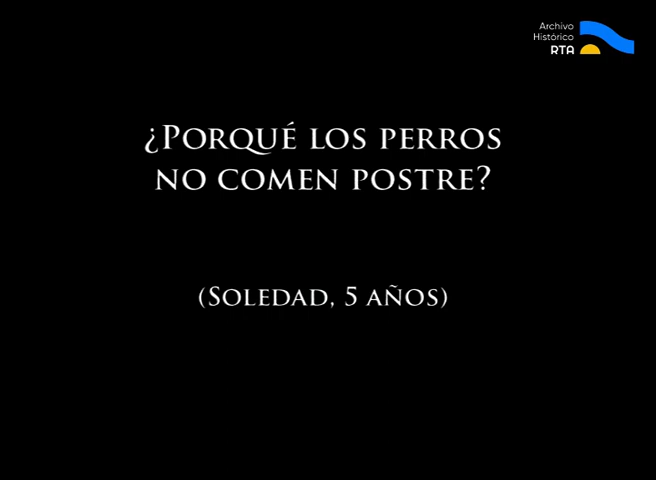 Archivo
Histórico
RTA
¿PORQUÉ LOS PERROS
NO COMEN POSTRE?
(SOLEDAD, 5 AÑOS)